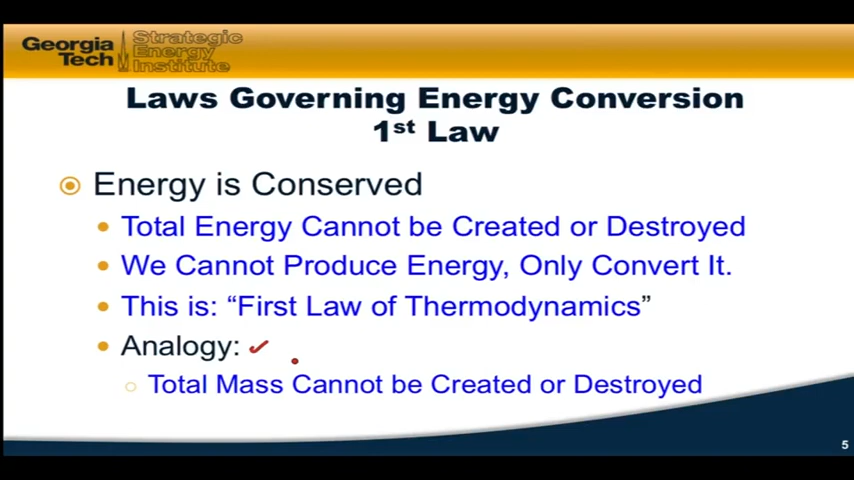 Georgia Tech
Strategic Energy Institute
Laws Governing Energy Conversion
1st Law
Energy is Conserved
Total Energy Cannot be Created or Destroyed
We Cannot Produce Energy, Only Convert It.
This is: “First Law of Thermodynamics”
Analogy:
Total Mass Cannot be Created or Destroyed
5